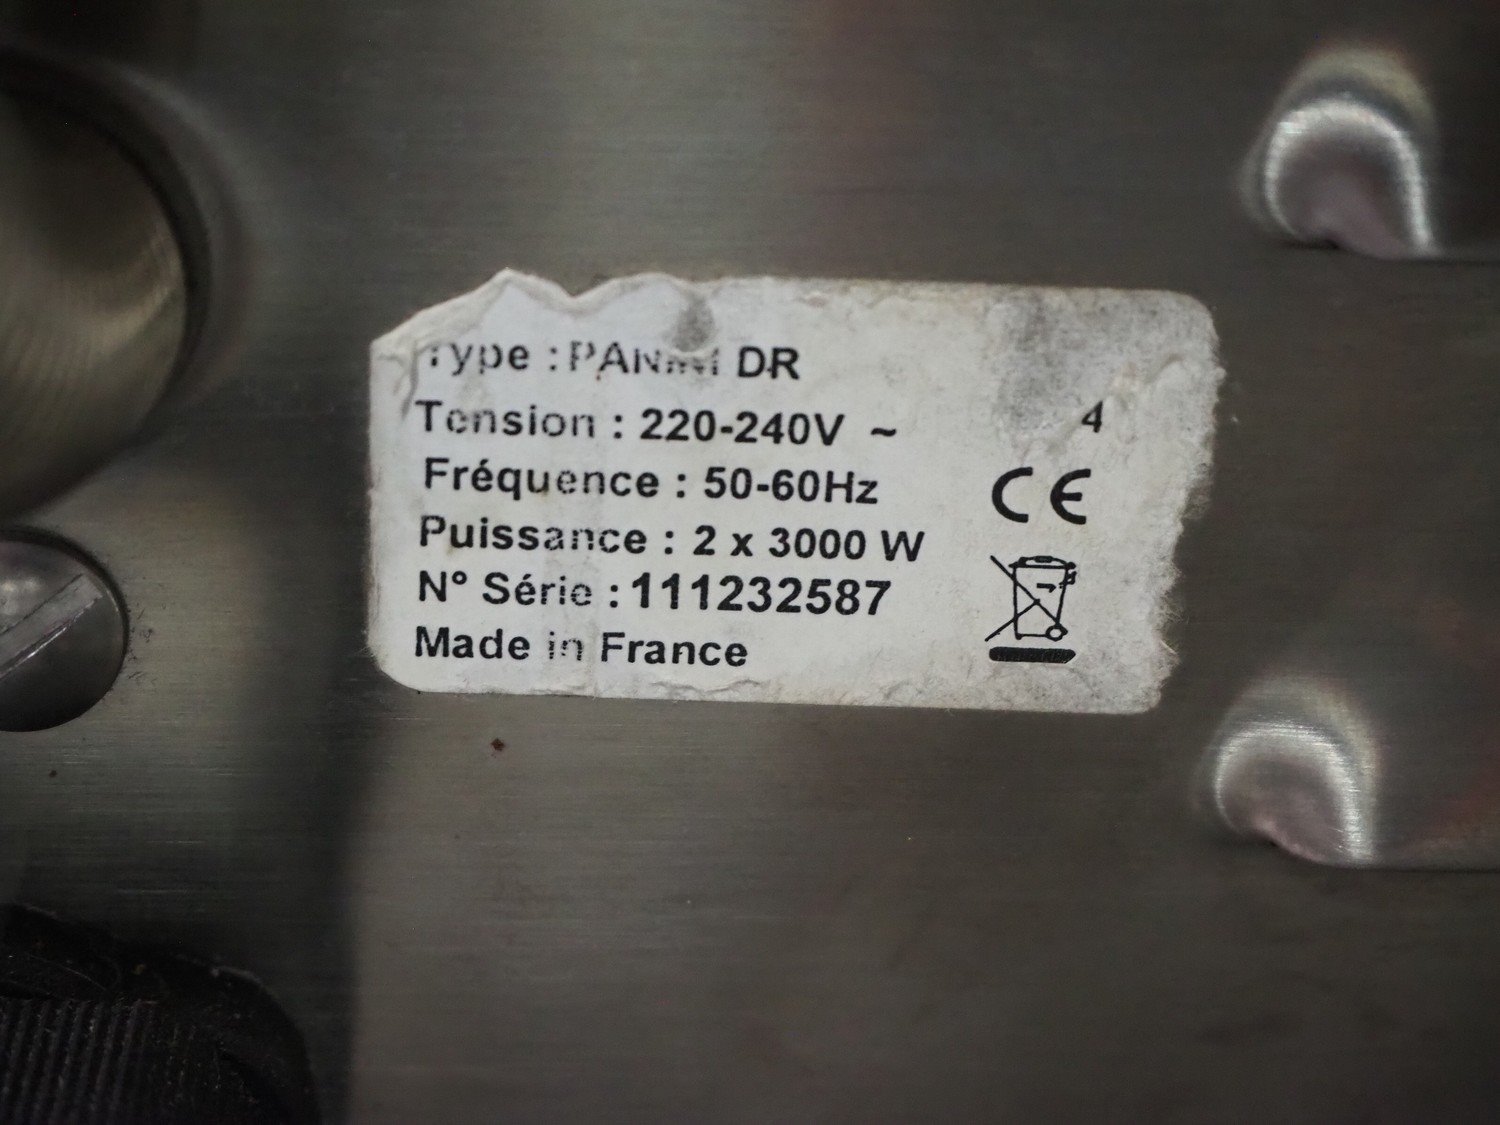 Type : PANINI DR
Tension : 220-240V ~
4
Fréquence : 50-60Hz
CE
Puissance : 2 x 3000 W
N° Série : 111232587
Made in France